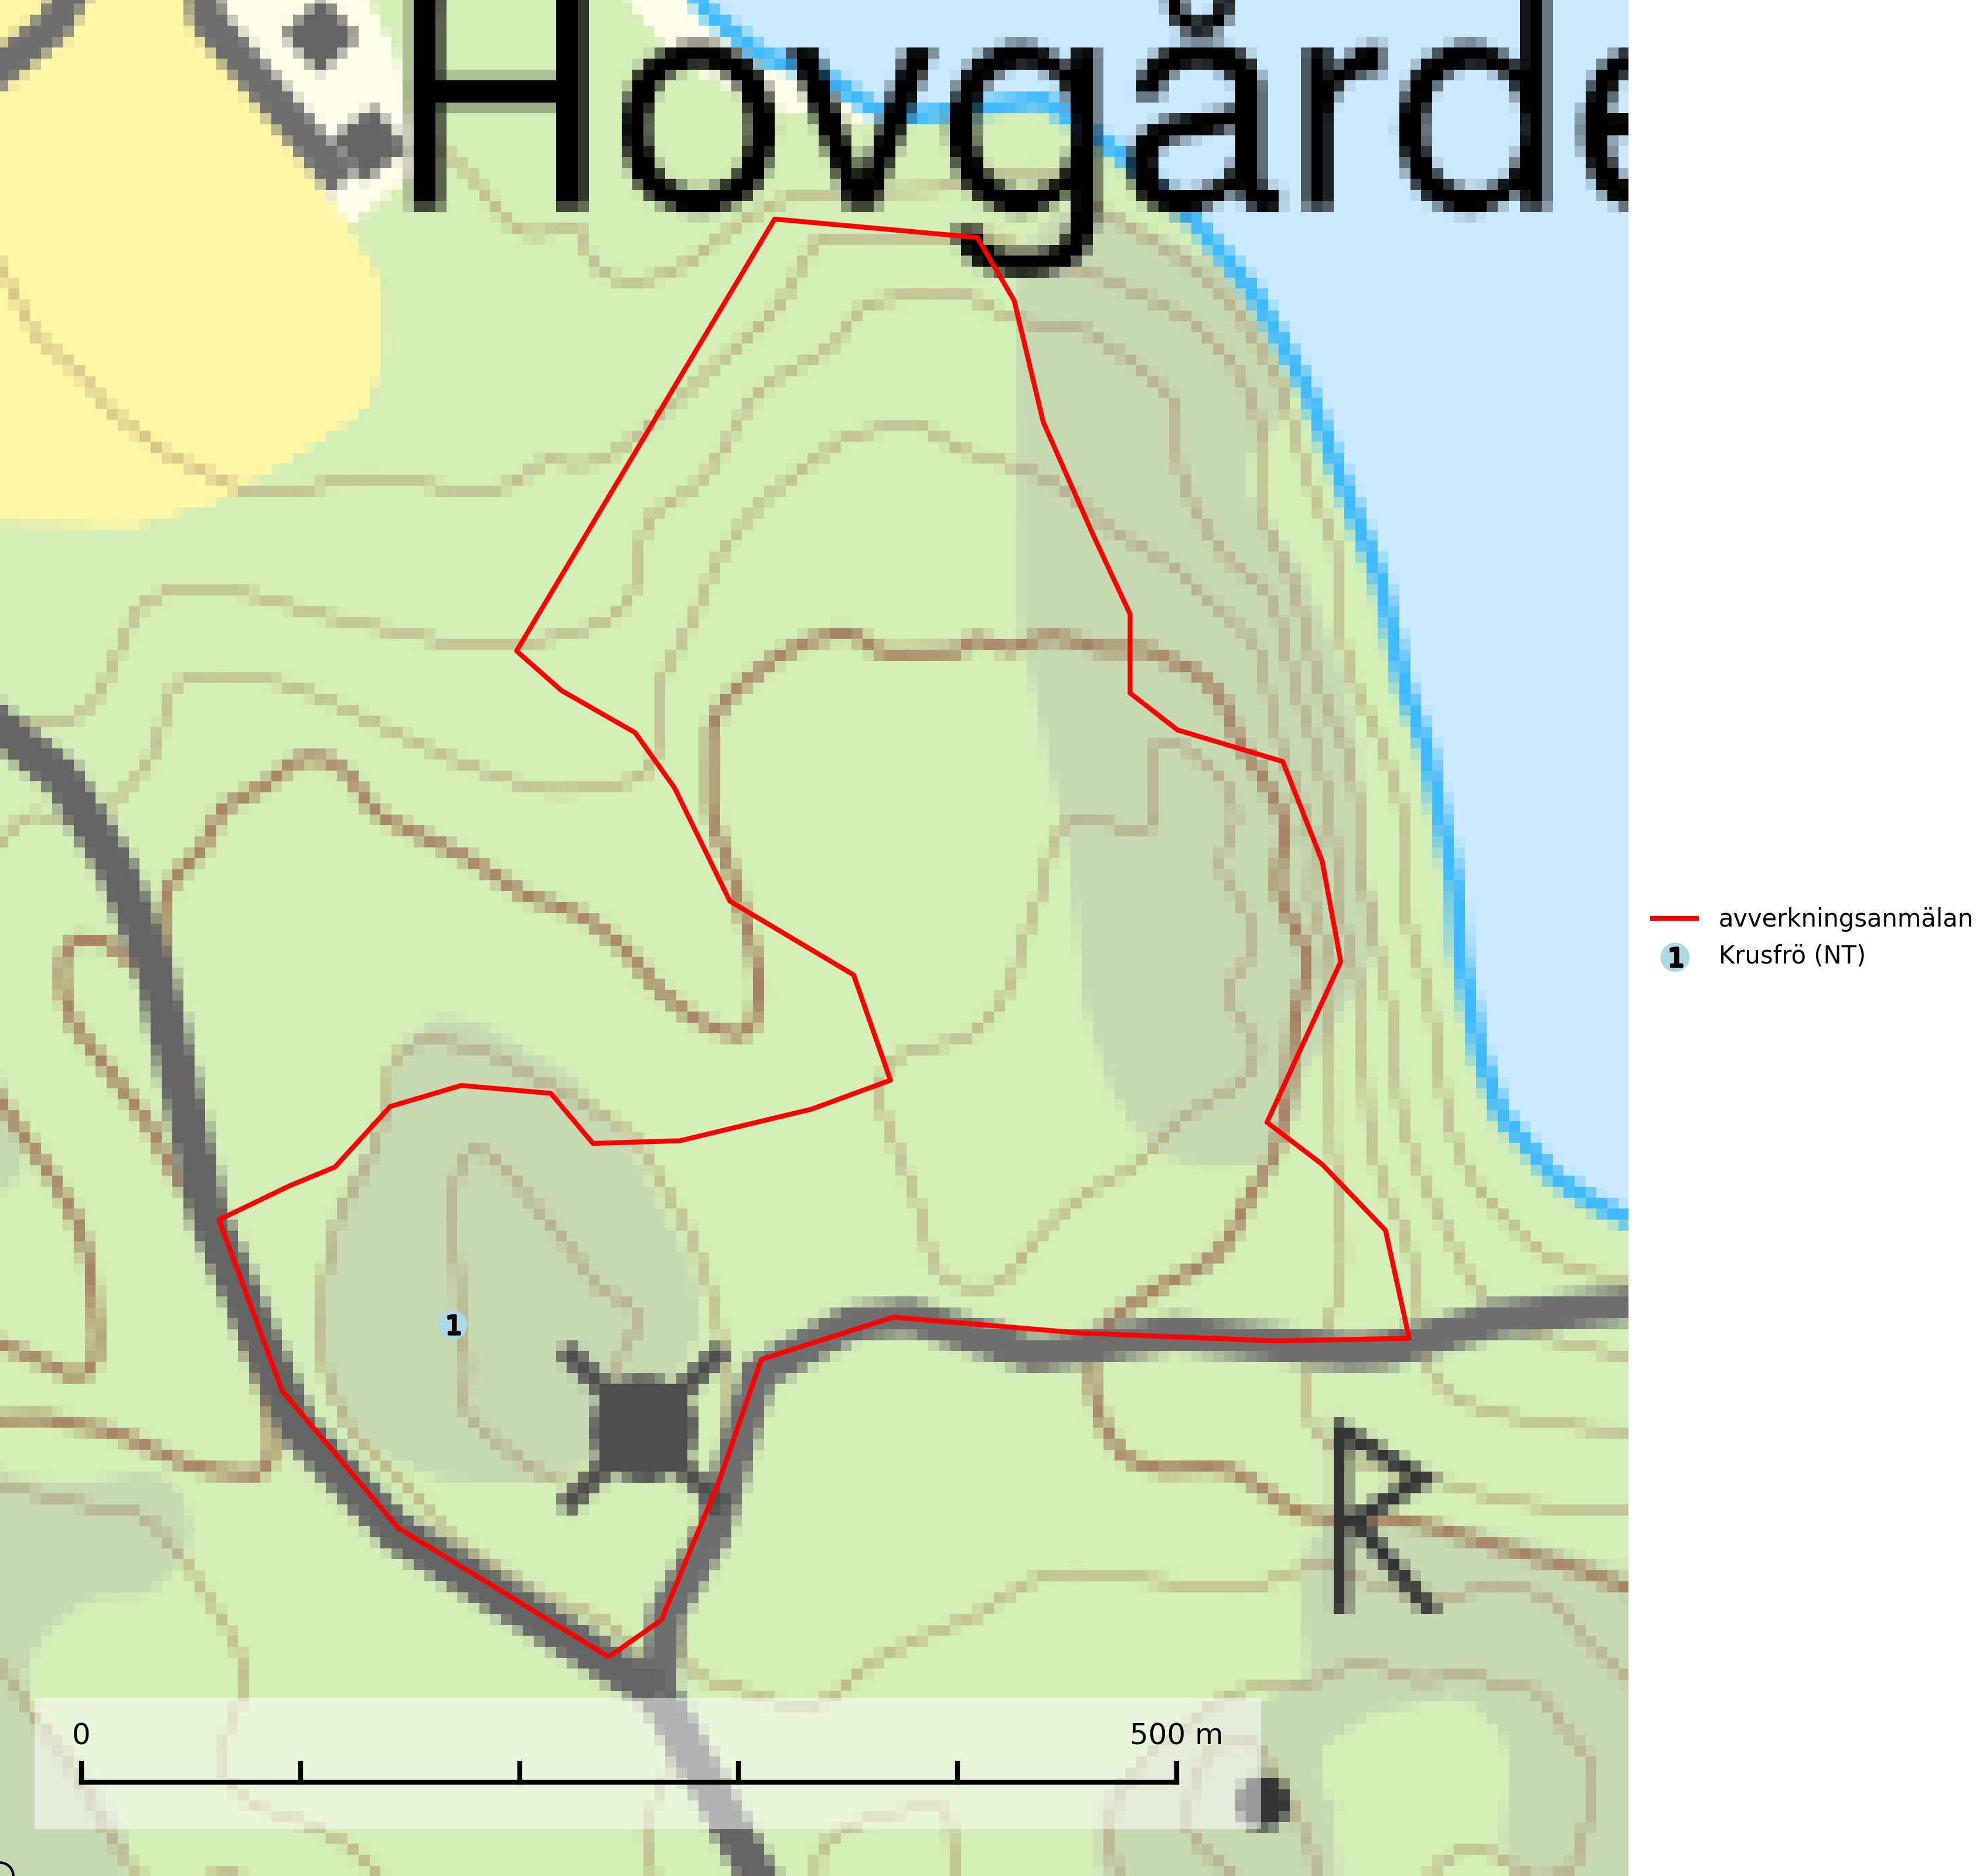 Hovgårde
avverkningsanmälan
1 Krusfrö (NT)
1
R
0 500 m